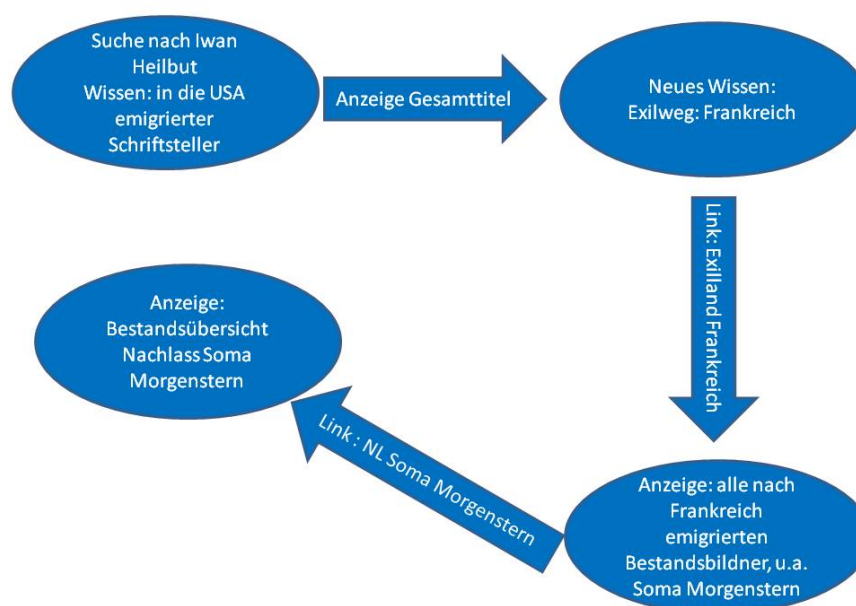 Suche nach Iwan
Heilbut
Wissen: in die USA
emigrierter
Schriftsteller
Anzeige Gesamttitel
Neues Wissen:
Exilweg: Frankreich
Link: Exilland Frankreich
Anzeige: alle nach
Frankreich
emigrierten
Bestandsbildner, u.a.
Soma Morgenstern
Link : NL Soma Morgenstern
Anzeige:
Bestandsübersicht
Nachlass Soma
Morgenstern